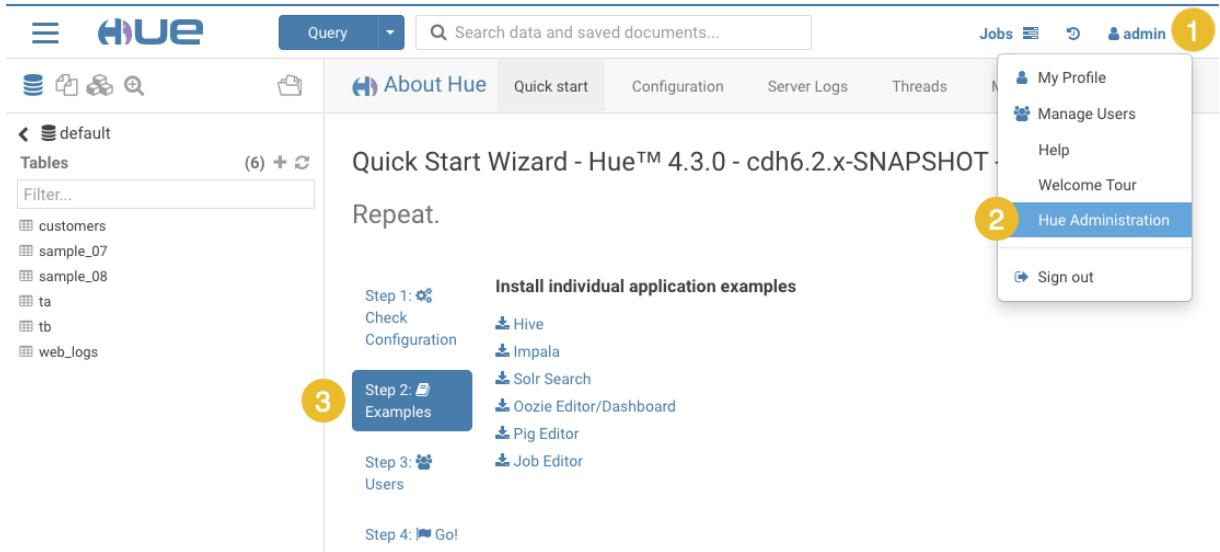 HUE
Query
Search data and saved documents...
Jobs
admin
1
About Hue
Quick start
Configuration
Server Logs
Threads
My Profile
Manage Users
Help
Welcome Tour
2
Hue Administration
Sign out
default
Tables (6)
Filter...
customers
sample_07
sample_08
ta
tb
web_logs
Quick Start Wizard - Hue™ 4.3.0 - cdh6.2.x-SNAPSHOT -
Repeat.
Step 1:
Check
Configuration
3
Step 2:
Examples
Step 3:
Users
Step 4: Go!
Install individual application examples
Hive
Impala
Solr Search
Oozie Editor/Dashboard
Pig Editor
Job Editor